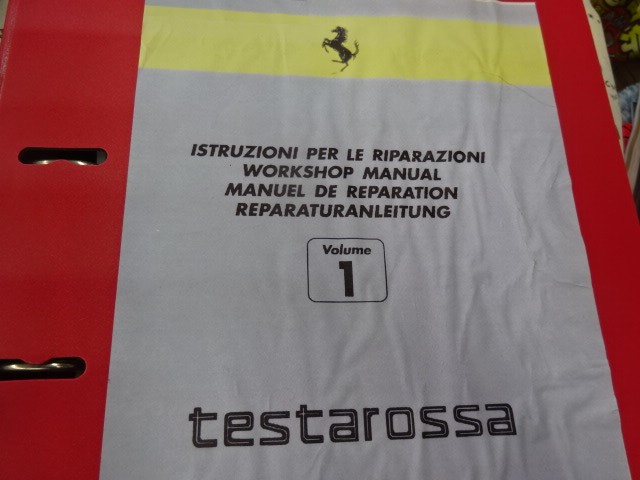 ISTRUZIONI PER LE RIPARAZIONI
WORKSHOP MANUAL
MANUEL DE REPARATION
REPARATURANLEITUNG
Volume
1
testarossa